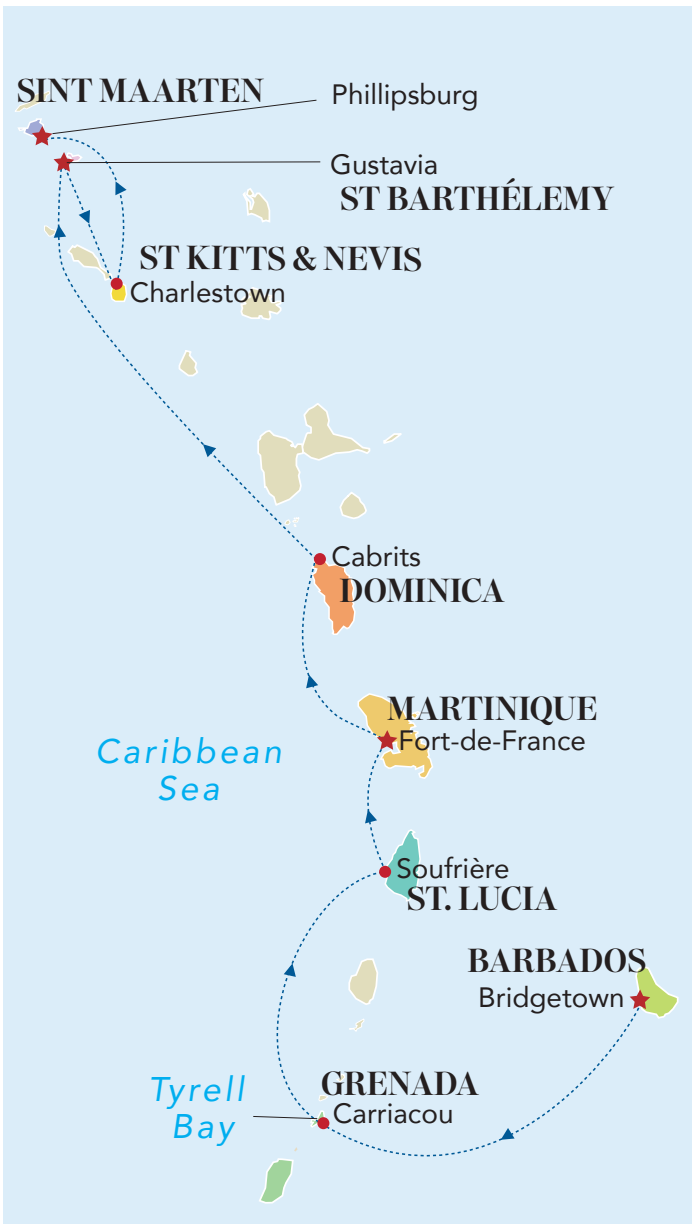 SINT MAARTEN
Phillipsburg
Gustavia
ST BARTHÉLEMY
ST KITTS & NEVIS
Charlestown
Cabrits
DOMINICA
MARTINIQUE
Fort-de-France
Caribbean
Sea
Soufrière
ST. LUCIA
BARBADOS
Bridgetown
GRENADA
Carriacou
Tyrell
Bay